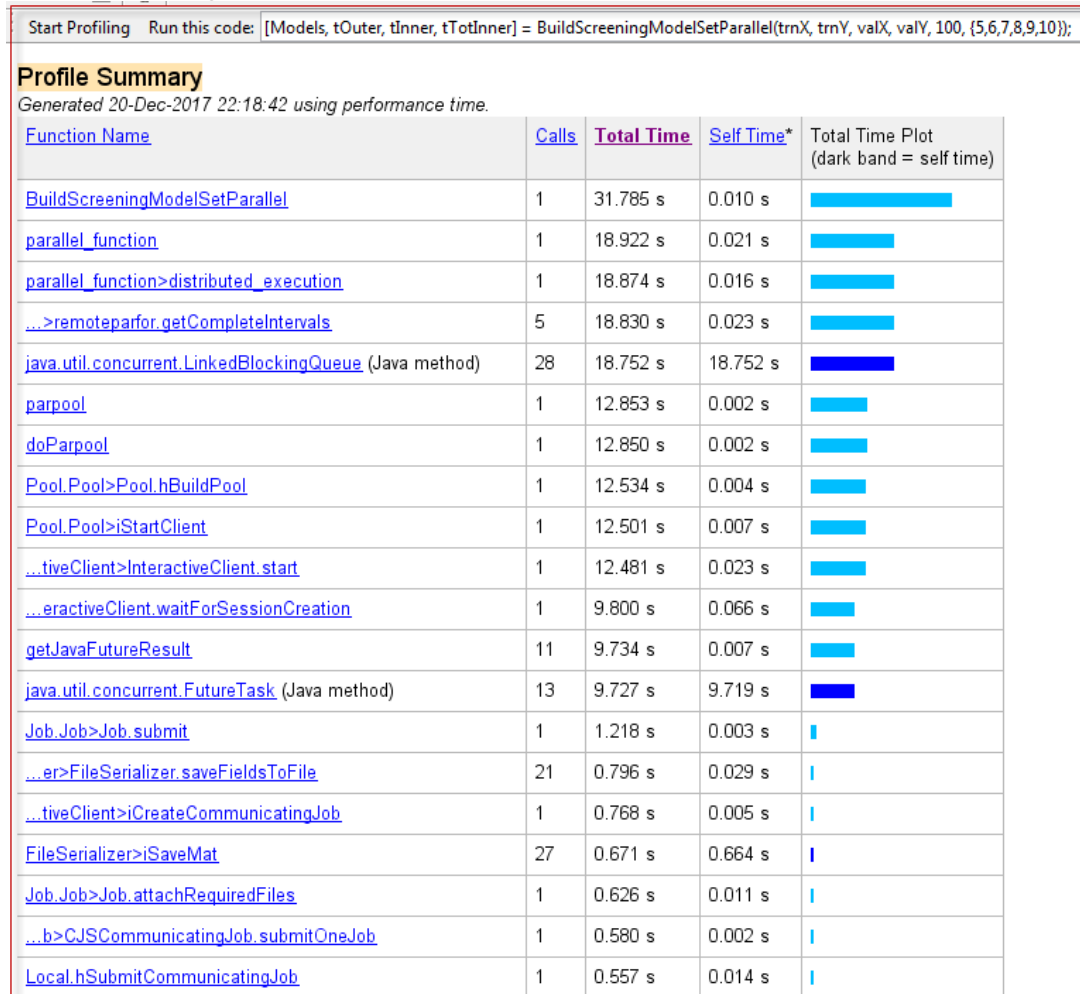 Start Profiling Run this code: [Models, tOuter, tInner, tTotInner] = BuildScreeningModelSetParallel(trnX, trnY, valX, valY, 100, {5,6,7,8,9,10});
Profile Summary
Generated 20-Dec-2017 22:18:42 using performance time.
Function Name Calls Total Time Self Time* Total Time Plot
(dark band = self time)
BuildScreeningModelSetParallel 1 31.785 s 0.010 s
parallel_function 1 18.922 s 0.021 s
parallel_function>distributed_execution 1 18.874 s 0.016 s
...>remoteparfor.getCompleteIntervals 5 18.830 s 0.023 s
java.util.concurrent.LinkedBlockingQueue (Java method) 28 18.752 s 18.752 s
parpool 1 12.853 s 0.002 s
doParpool 1 12.850 s 0.002 s
Pool.Pool>Pool.hBuildPool 1 12.534 s 0.004 s
Pool.Pool>iStartClient 1 12.501 s 0.007 s
...tiveClient>InteractiveClient.start 1 12.481 s 0.023 s
...eractiveClient.waitForSessionCreation 1 9.800 s 0.066 s
getJavaFutureResult 11 9.734 s 0.007 s
java.util.concurrent.FutureTask (Java method) 13 9.727 s 9.719 s
Job.Job>Job.submit 1 1.218 s 0.003 s
...er>FileSerializer.saveFieldsToFile 21 0.796 s 0.029 s
...tiveClient>iCreateCommunicatingJob 1 0.768 s 0.005 s
FileSerializer>iSaveMat 27 0.671 s 0.664 s
Job.Job>Job.attachRequiredFiles 1 0.626 s 0.011 s
...b>CJSCommunicatingJob.submitOneJob 1 0.580 s 0.002 s
Local.hSubmitCommunicatingJob 1 0.557 s 0.014 s